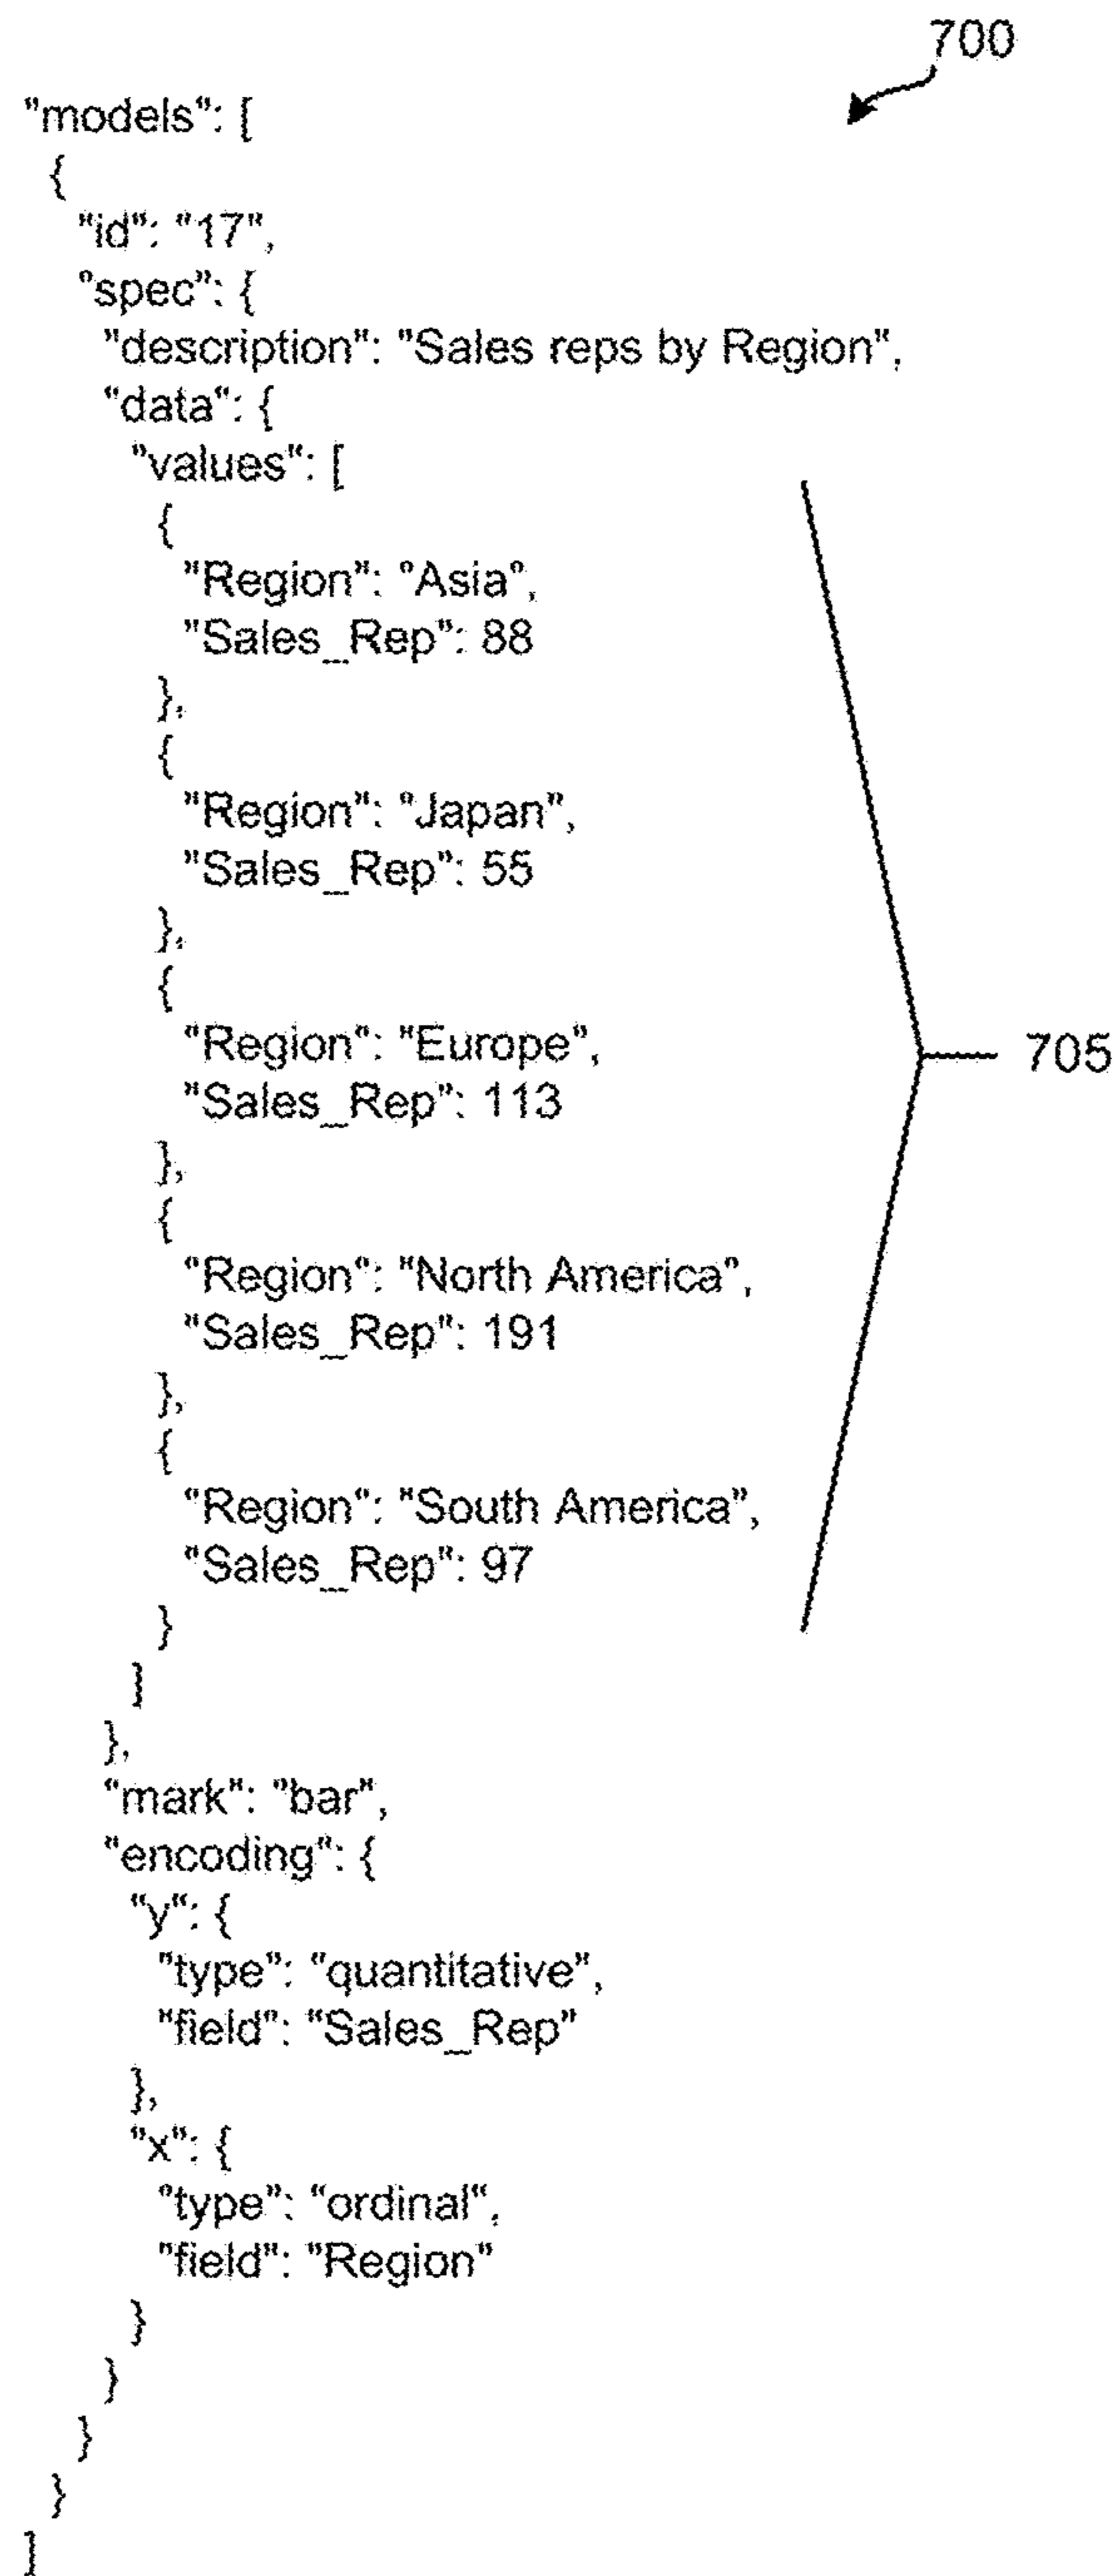 700
"models": [
{
"id": "17",
"spec": {
"description": "Sales reps by Region",
"data": {
"values": [
{
"Region": "Asia",
"Sales_Rep": 88
},
{
"Region": "Japan",
"Sales_Rep": 55
},
{
"Region": "Europe",
"Sales_Rep": 113
},
{
"Region": "North America",
"Sales_Rep": 191
},
{
"Region": "South America",
"Sales_Rep": 97
}
]
},
"mark": "bar",
"encoding": {
"y": {
"type": "quantitative",
"field": "Sales_Rep"
},
"x": {
"type": "ordinal",
"field": "Region"
}
}
}
}
]
705